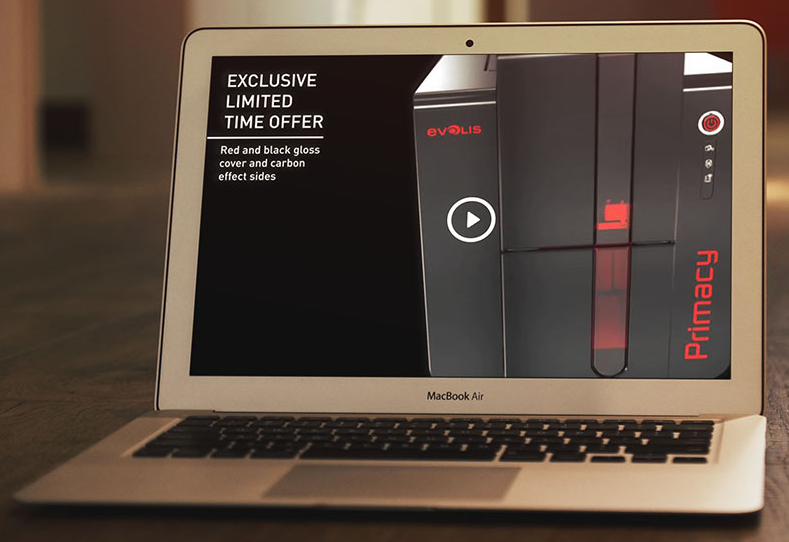 EXCLUSIVE
LIMITED
TIME OFFER
Red and black gloss
cover and carbon
effect sides
evolis
Primacy
MacBook Air